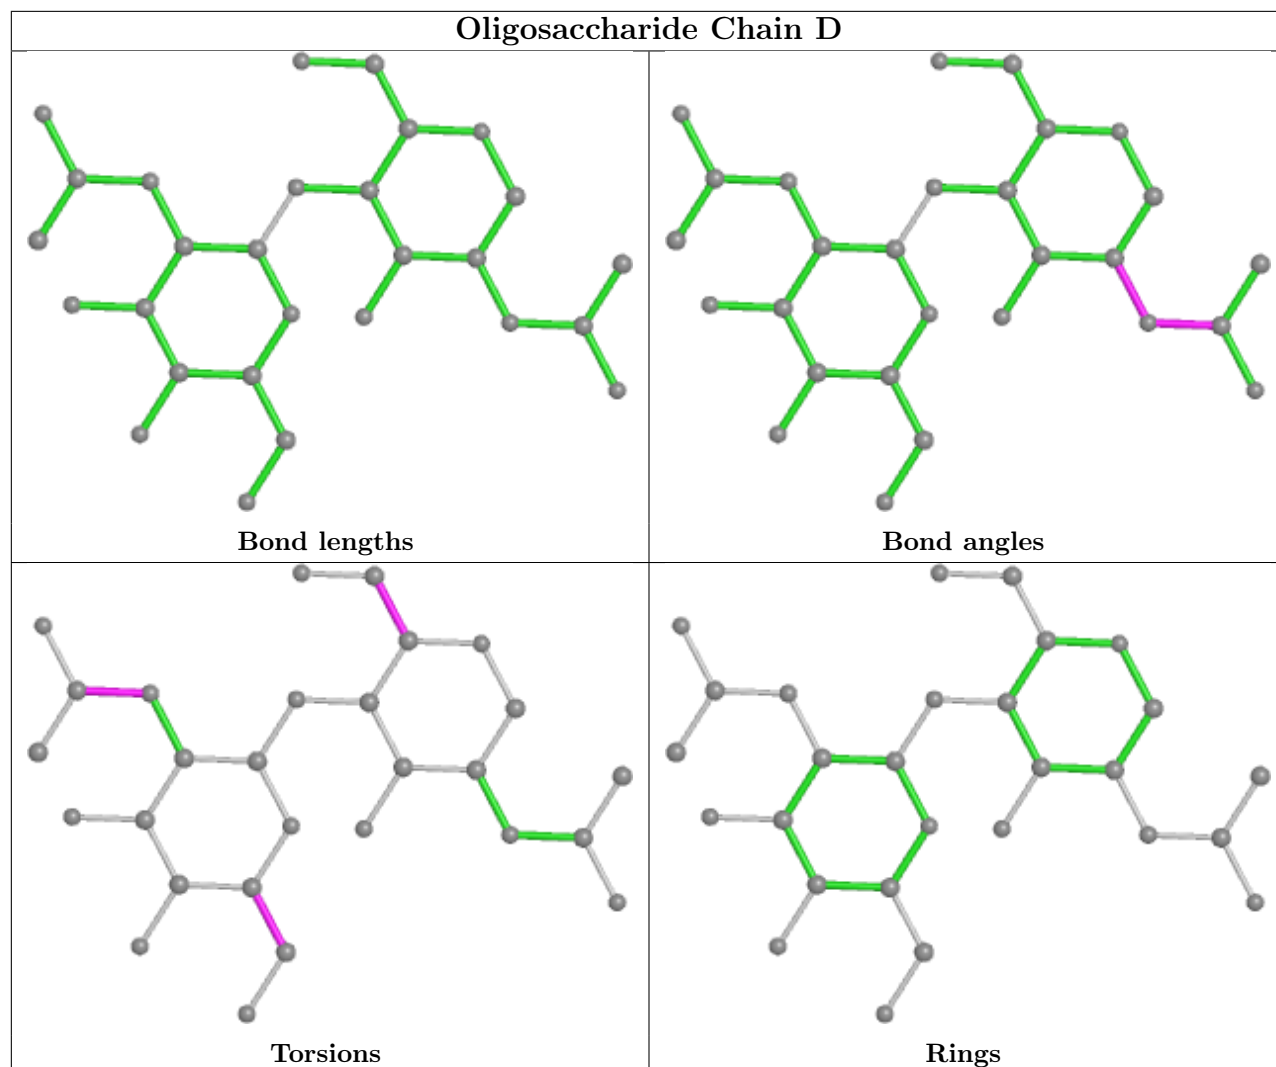 Oligosaccharide Chain D
Bond lengths
Bond angles
Torsions
Rings